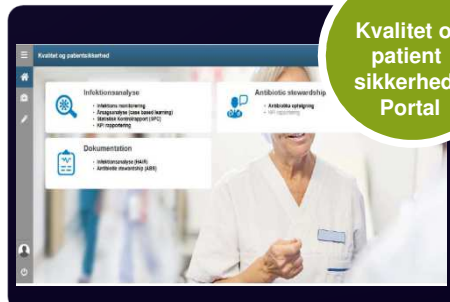 Kvalitet og patientsikkerhed
Kvalitet o
patient
sikkerhed
Portal
Infektionsanalyse
• Infektions monitorering
• Årsagsanalyse (case based learning)
• Statistisk Kontrolrapport (SPC)
• KPI rapportering
Antibiotic stewardship
• Antibiotika opfølgning
• KPI rapportering
Dokumentation
• Infektionsanalyse (HAIR)
• Antibiotic stewardship (ABS)